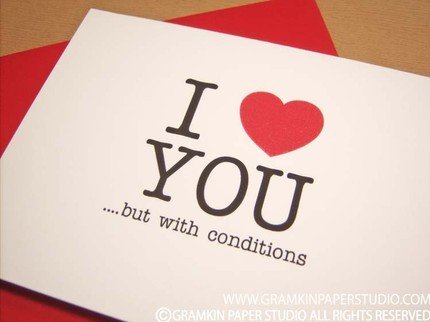 I
YOU
....but with conditions
WWW.GRAMKINPAPERSTUDIO.COM
©GRAMKIN PAPER STUDIO ALL RIGHTS RESERVED